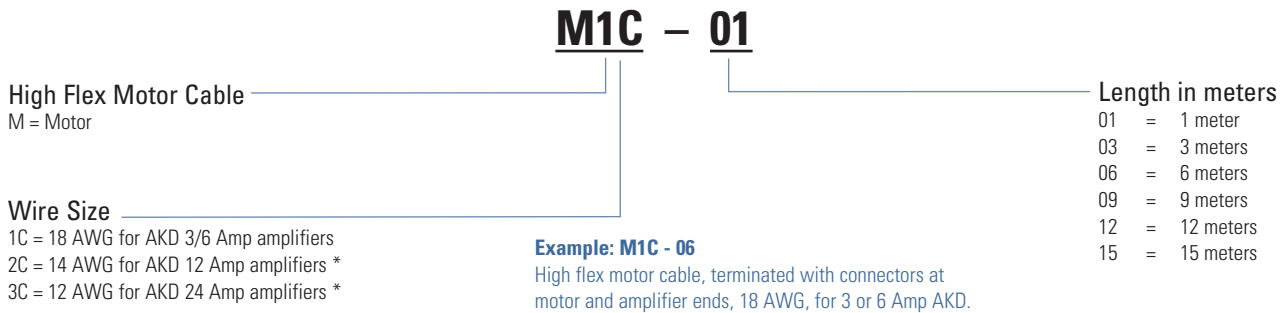 M1C – 01
High Flex Motor Cable
M = Motor
Wire Size
1C = 18 AWG for AKD 3/6 Amp amplifiers
2C = 14 AWG for AKD 12 Amp amplifiers *
3C = 12 AWG for AKD 24 Amp amplifiers *
Example: M1C - 06
High flex motor cable, terminated with connectors at
motor and amplifier ends, 18 AWG, for 3 or 6 Amp AKD.
Length in meters
01 = 1 meter
03 = 3 meters
06 = 6 meters
09 = 9 meters
12 = 12 meters
15 = 15 meters